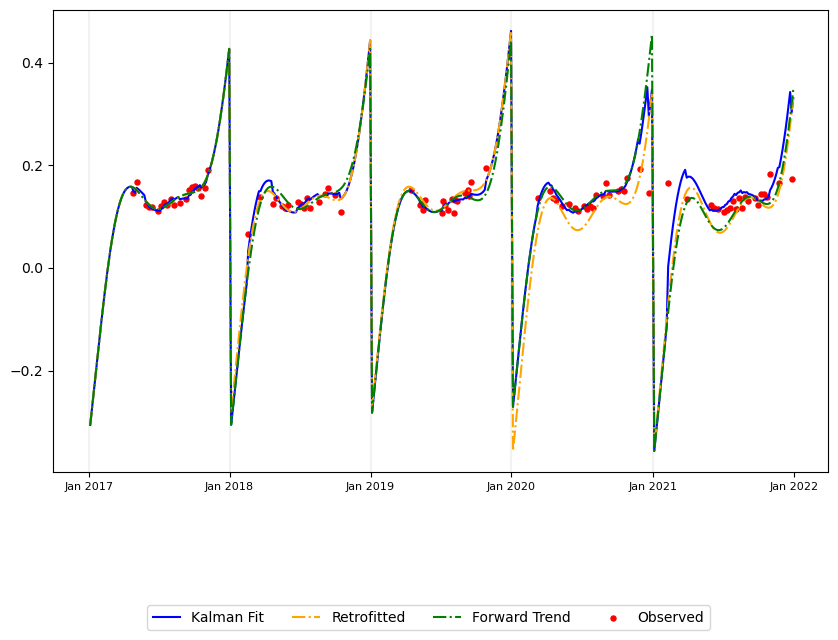 0.4
0.2
0.0
−0.2
Jan 2017 Jan 2018 Jan 2019 Jan 2020 Jan 2021 Jan 2022
Kalman Fit Retrofitted Forward Trend Observed